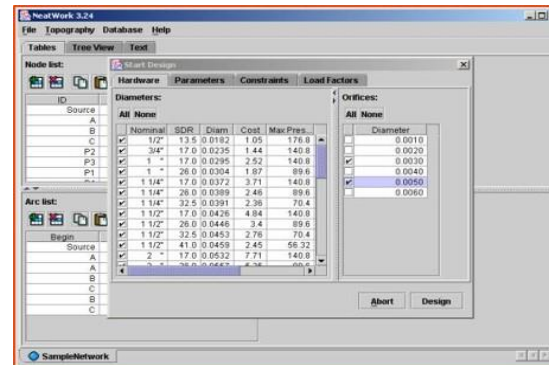 NeatWork 3.24
File Topography Database Help
Tables Tree View Text
Node list:
ID
Source
A
B
C
P2
P3
P1
Arc list:
Begin
Source
A
A
B
C
B
C
Start Design
Hardware Parameters Constraints Load Factors
Diameters:
All None
Nominal SDR Diam Cost Max Pres...
1/2" 13.5 0.0182 1.05 176.8
3/4" 17.0 0.0235 1.44 140.8
1 " 17.0 0.0295 2.52 140.8
1 " 26.0 0.0304 1.87 89.6
1 1/4" 17.0 0.0372 3.71 140.8
1 1/4" 26.0 0.0389 2.46 89.6
1 1/4" 32.5 0.0391 2.36 70.4
1 1/2" 17.0 0.0426 4.84 140.8
1 1/2" 26.0 0.0446 3.4 89.6
1 1/2" 32.5 0.0453 2.76 70.4
1 1/2" 41.0 0.0459 2.45 56.32
2 " 17.0 0.0532 7.71 140.8
Orifices:
All None
Diameter
0.0010
0.0020
0.0030
0.0040
0.0050
0.0060
Abort Design
SampleNetwork